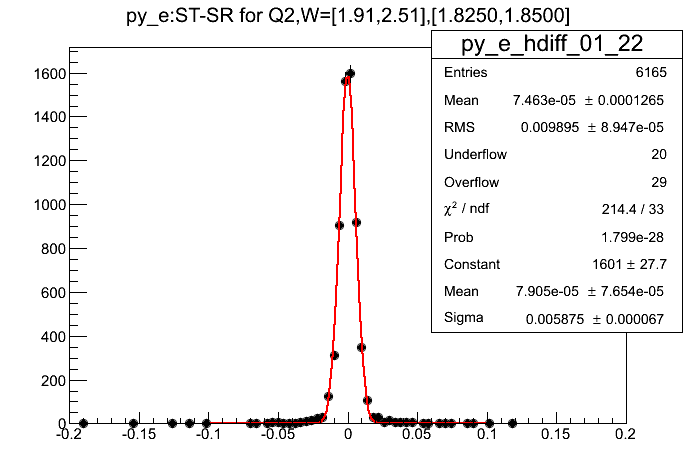 py_e:ST-SR for Q2,W=[1.91,2.51],[1.8250,1.8500]
py_e_hdiff_01_22
Entries 6165
Mean 7.463e-05 ± 0.0001265
RMS 0.009895 ± 8.947e-05
Underflow 20
Overflow 29
χ² / ndf 214.4 / 33
Prob 1.799e-28
Constant 1601 ± 27.7
Mean 7.905e-05 ± 7.654e-05
Sigma 0.005875 ± 0.000067
1600
1400
1200
1000
800
600
400
200
0
-0.2 -0.15 -0.1 -0.05 0 0.05 0.1 0.15 0.2